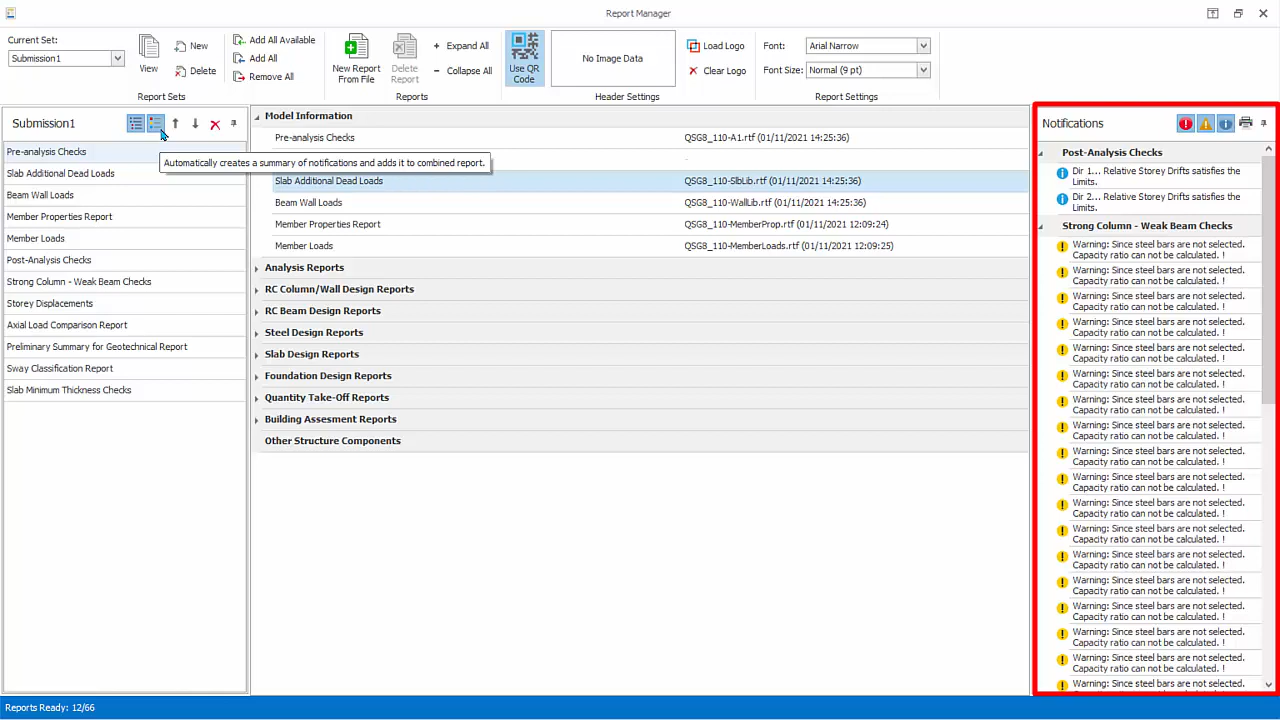 Report Manager
Current Set:
Submission1
View
New
Delete
Report Sets
Add All Available
Add All
Remove All
New Report
From File
Delete
Report
Expand All
Collapse All
Reports
Use QR
Code
No Image Data
Load Logo
Clear Logo
Header Settings
Font:
Arial Narrow
Font Size:
Normal (9 pt)
Report Settings
Submission1
Pre-analysis Checks
Slab Additional Dead Loads
Beam Wall Loads
Member Properties Report
Member Loads
Post-Analysis Checks
Strong Column - Weak Beam Checks
Storey Displacements
Axial Load Comparison Report
Preliminary Summary for Geotechnical Report
Sway Classification Report
Slab Minimum Thickness Checks
Automatically creates a summary of notifications and adds it to combined report.
Model Information
Pre-analysis Checks QSG8_110-A1.rtf (01/11/2021 14:25:36)
Slab Additional Dead Loads QSG8_110-SlbLib.rtf (01/11/2021 14:25:36)
Beam Wall Loads QSG8_110-WallLib.rtf (01/11/2021 14:25:36)
Member Properties Report QSG8_110-MemberProp.rtf (01/11/2021 12:09:24)
Member Loads QSG8_110-MemberLoads.rtf (01/11/2021 12:09:25)
Analysis Reports
RC Column/Wall Design Reports
RC Beam Design Reports
Steel Design Reports
Slab Design Reports
Foundation Design Reports
Quantity Take-Off Reports
Building Assesment Reports
Other Structure Components
Notifications
Post-Analysis Checks
Dir 1... Relative Storey Drifts satisfies the
Limits.
Dir 2... Relative Storey Drifts satisfies the
Limits.
Strong Column - Weak Beam Checks
Warning: Since steel bars are not selected.
Capacity ratio can not be calculated. !
Warning: Since steel bars are not selected.
Capacity ratio can not be calculated. !
Warning: Since steel bars are not selected.
Capacity ratio can not be calculated. !
Warning: Since steel bars are not selected.
Capacity ratio can not be calculated. !
Warning: Since steel bars are not selected.
Capacity ratio can not be calculated. !
Warning: Since steel bars are not selected.
Capacity ratio can not be calculated. !
Warning: Since steel bars are not selected.
Capacity ratio can not be calculated. !
Warning: Since steel bars are not selected.
Capacity ratio can not be calculated. !
Warning: Since steel bars are not selected.
Capacity ratio can not be calculated. !
Warning: Since steel bars are not selected.
Capacity ratio can not be calculated. !
Warning: Since steel bars are not selected.
Capacity ratio can not be calculated. !
Warning: Since steel bars are not selected.
Capacity ratio can not be calculated. !
Warning: Since steel bars are not selected.
Capacity ratio can not be calculated. !
Warning: Since steel bars are not selected.
Capacity ratio can not be calculated. !
Warning: Since steel bars are not selected.
Capacity ratio can not be calculated. !
Warning: Since steel bars are not selected.
Capacity ratio can not be calculated. !
Warning: Since steel bars are not selected.
Capacity ratio can not be calculated. !
Warning: Since steel bars are not selected.
Reports Ready: 12/66